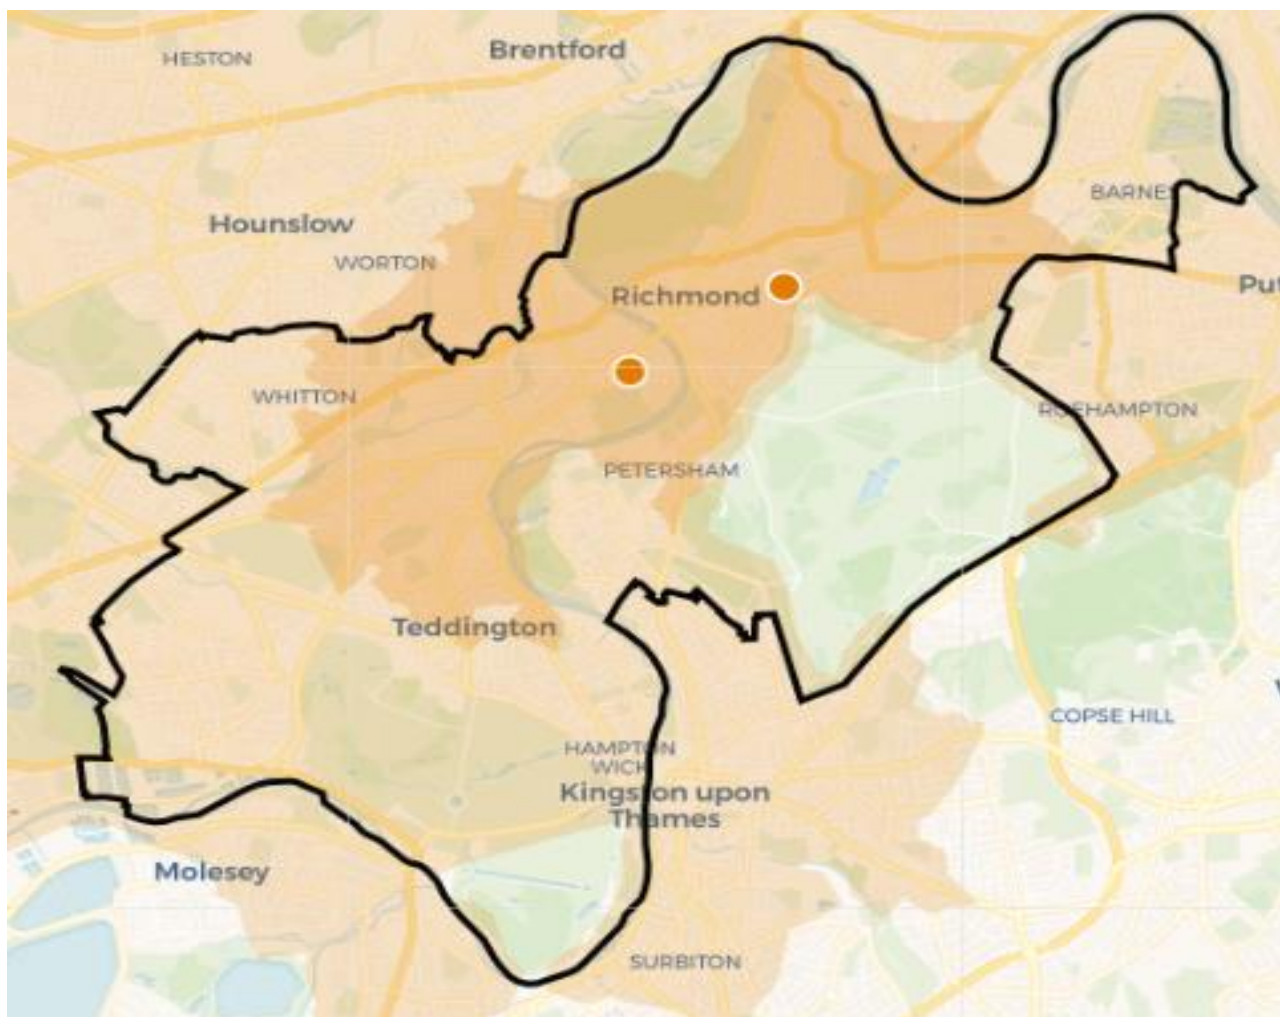 Brentford
HESTON
BARNES
Hounslow
WORTON
Put
Richmond
WHITTON
ROEHAMPTON
PETERSHAM
Teddington
COPSE HILL
HAMPTON
WICK
Kingston upon
Thames
Molesey
SURBITON